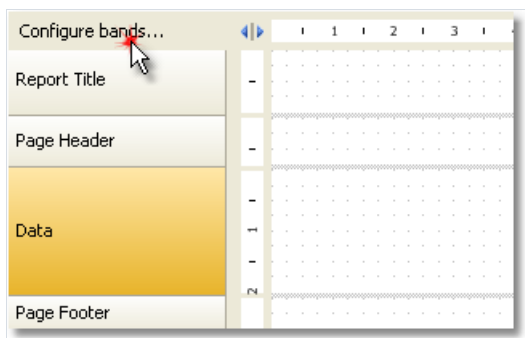 Configure bands... 1 2 3
Report Title
Page Header
Data
1
2
Page Footer